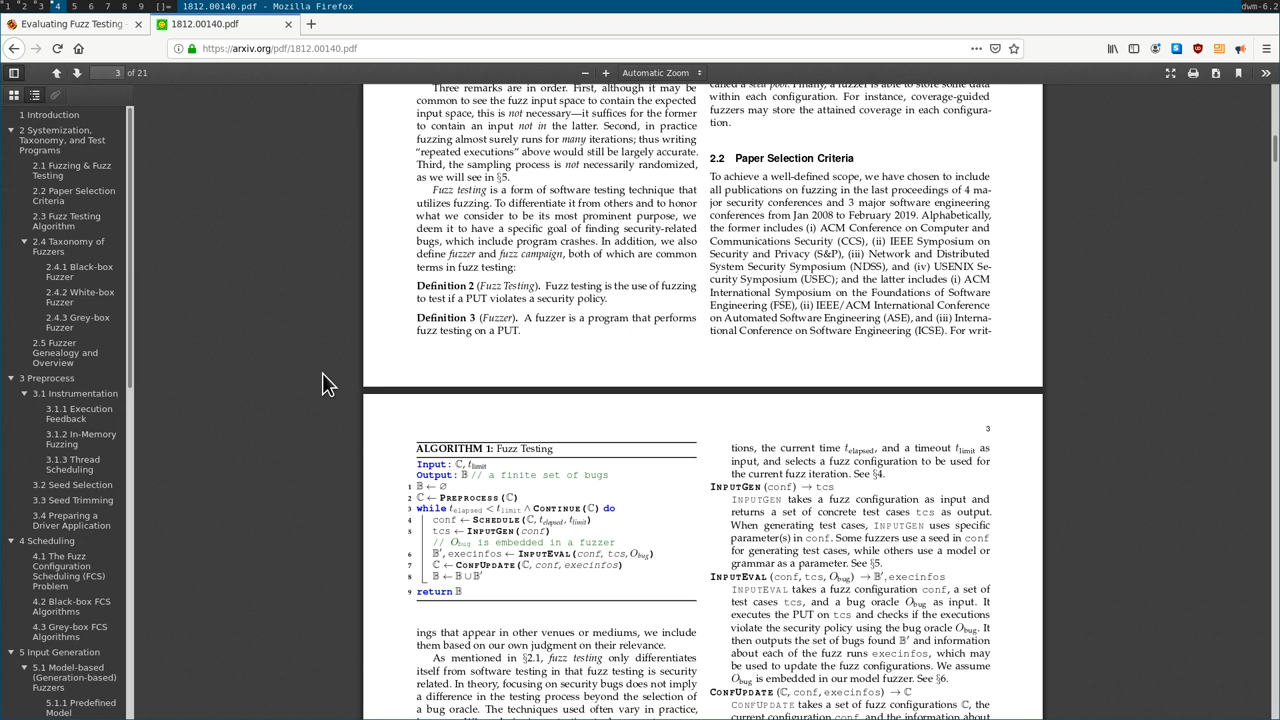 1 2 3 4 5 6 7 8 9 []= 1812.00140.pdf - Mozilla Firefox dwm-6.2
Evaluating Fuzz Testing - 1812.00140.pdf
https://arxiv.org/pdf/1812.00140.pdf
3 of 21 Automatic Zoom
1 Introduction
2 Systemization,
Taxonomy, and Test
Programs
2.1 Fuzzing & Fuzz
Testing
2.2 Paper Selection
Criteria
2.3 Fuzz Testing
Algorithm
2.4 Taxonomy of
Fuzzers
2.4.1 Black-box
Fuzzer
2.4.2 White-box
Fuzzer
2.4.3 Grey-box
Fuzzer
2.5 Fuzzer
Genealogy and
Overview
3 Preprocess
3.1 Instrumentation
3.1.1 Execution
Feedback
3.1.2 In-Memory
Fuzzing
3.1.3 Thread
Scheduling
3.2 Seed Selection
3.3 Seed Trimming
3.4 Preparing a
Driver Application
4 Scheduling
4.1 The Fuzz
Configuration
Scheduling (FCS)
Problem
4.2 Black-box FCS
Algorithms
4.3 Grey-box FCS
Algorithms
5 Input Generation
5.1 Model-based
(Generation-based)
Fuzzers
5.1.1 Predefined
Model
Three remarks are in order. First, although it may be
common to see the fuzz input space to contain the expected
input space, this is not necessary—it suffices for the former
to contain an input not in the latter. Second, in practice
fuzzing almost surely runs for many iterations; thus writing
“repeated executions” above would still be largely accurate.
Third, the sampling process is not necessarily randomized,
as we will see in §5.
Fuzz testing is a form of software testing technique that
utilizes fuzzing. To differentiate it from others and to honor
what we consider to be its most prominent purpose, we
deem it to have a specific goal of finding security-related
bugs, which include program crashes. In addition, we also
define fuzzer and fuzz campaign, both of which are common
terms in fuzz testing:
Definition 2 (Fuzz Testing). Fuzz testing is the use of fuzzing
to test if a PUT violates a security policy.
Definition 3 (Fuzzer). A fuzzer is a program that performs
fuzz testing on a PUT.
called a seed pool. Finally, a fuzzer is able to store some data
within each configuration. For instance, coverage-guided
fuzzers may store the attained coverage in each configura-
tion.
2.2 Paper Selection Criteria
To achieve a well-defined scope, we have chosen to include
all publications on fuzzing in the last proceedings of 4 ma-
jor security conferences and 3 major software engineering
conferences from Jan 2008 to February 2019. Alphabetically,
the former includes (i) ACM Conference on Computer and
Communications Security (CCS), (ii) IEEE Symposium on
Security and Privacy (S&P), (iii) Network and Distributed
System Security Symposium (NDSS), and (iv) USENIX Se-
curity Symposium (USEC); and the latter includes (i) ACM
International Symposium on the Foundations of Software
Engineering (FSE), (ii) IEEE/ACM International Conference
on Automated Software Engineering (ASE), and (iii) Interna-
tional Conference on Software Engineering (ICSE). For writ-
3
ALGORITHM 1: Fuzz Testing
Input: ℂ, t_limit
Output: 𝔹 // a finite set of bugs
1 𝔹 ← ∅
2 ℂ ← PREPROCESS(ℂ)
3 while t_elapsed < t_limit ∧ CONTINUE(ℂ) do
4 conf ← SCHEDULE(ℂ, t_elapsed, t_limit)
5 tcs ← INPUTGEN(conf)
// O_bug is embedded in a fuzzer
6 𝔹′, execinfos ← INPUTEVAL(conf, tcs, O_bug)
7 ℂ ← CONFUPDATE(ℂ, conf, execinfos)
8 𝔹 ← 𝔹 ∪ 𝔹′
9 return 𝔹
ings that appear in other venues or mediums, we include
them based on our own judgment on their relevance.
As mentioned in §2.1, fuzz testing only differentiates
itself from software testing in that fuzz testing is security
related. In theory, focusing on security bugs does not imply
a difference in the testing process beyond the selection of
a bug oracle. The techniques used often vary in practice,
tions, the current time t_elapsed, and a timeout t_limit as
input, and selects a fuzz configuration to be used for
the current fuzz iteration. See §4.
INPUTGEN (conf) → tcs
INPUTGEN takes a fuzz configuration as input and
returns a set of concrete test cases tcs as output.
When generating test cases, INPUTGEN uses specific
parameter(s) in conf. Some fuzzers use a seed in conf
for generating test cases, while others use a model or
grammar as a parameter. See §5.
INPUTEVAL (conf, tcs, O_bug) → 𝔹′, execinfos
INPUTEVAL takes a fuzz configuration conf, a set of
test cases tcs, and a bug oracle O_bug as input. It
executes the PUT on tcs and checks if the executions
violate the security policy using the bug oracle O_bug. It
then outputs the set of bugs found 𝔹′ and information
about each of the fuzz runs execinfos, which may
be used to update the fuzz configurations. We assume
O_bug is embedded in our model fuzzer. See §6.
CONFUPDATE (ℂ, conf, execinfos) → ℂ
CONFUPDATE takes a set of fuzz configurations ℂ, the
current configuration conf, and the information about